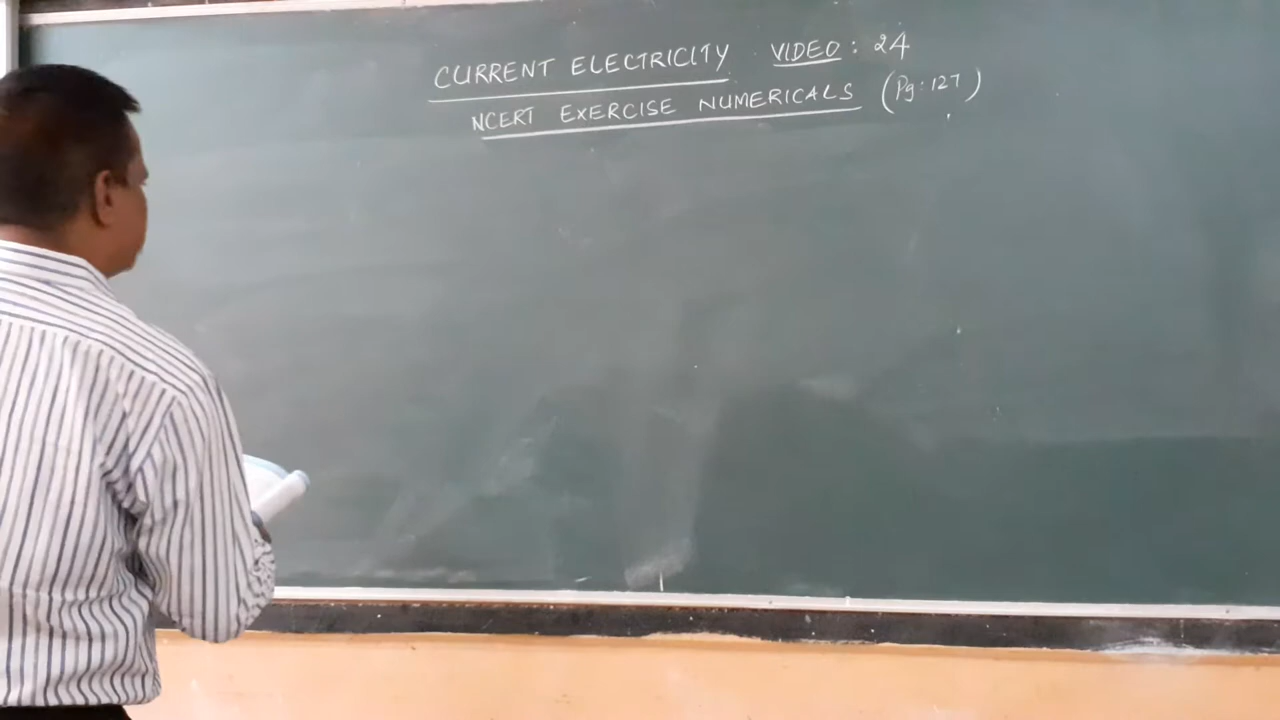 CURRENT ELECTRICITY VIDEO : 24
NCERT EXERCISE NUMERICALS (Pg: 127)